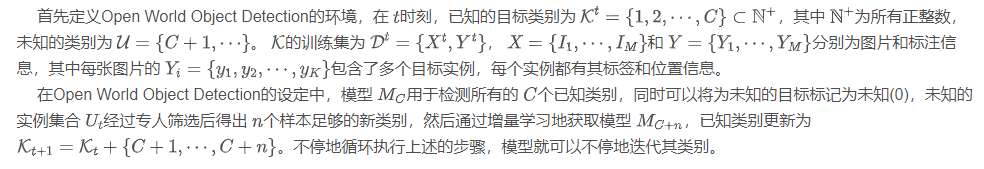 首先定义Open World Object Detection的环境，在 t时刻，已知的目标类别为 𝒦^t = {1, 2, ⋯, C} ⊂ ℕ^+，其中 ℕ^+为所有正整数，
未知的类别为 𝒰 = {C + 1, ⋯}。 𝒦的训练集为 𝒟^t = {X^t, Y^t}， X = {I_1, ⋯, I_M}和 Y = {Y_1, ⋯, Y_M}分别为图片和标注信
息，其中每张图片的 Y_i = {y_1, y_2, ⋯, y_K}包含了多个目标实例，每个实例都有其标签和位置信息。
在Open World Object Detection的设定中，模型 M_C用于检测所有的 C个已知类别，同时可以将为未知的目标标记为未知(0)，未知的
实例集合 U_t经过专人筛选后得出 n个样本足够的新类别，然后通过增量学习地获取模型 M_{C+n}，已知类别更新为
𝒦_{t+1} = 𝒦_t + {C + 1, ⋯, C + n}。不停地循环执行上述的步骤，模型就可以不停地迭代其类别。